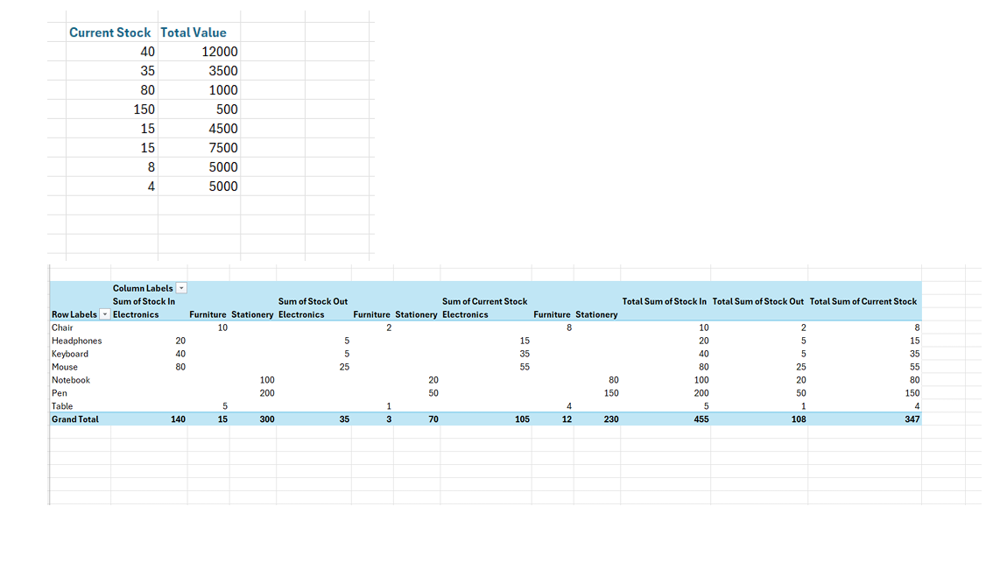 Current Stock Total Value
40 12000
35 3500
80 1000
150 500
15 4500
15 7500
8 5000
4 5000
Column Labels
Sum of Stock In Sum of Stock Out Sum of Current Stock Total Sum of Stock In Total Sum of Stock Out Total Sum of Current Stock
Row Labels Electronics Furniture Stationery Electronics Furniture Stationery Electronics Furniture Stationery
Chair 10 2 8 10 2 8
Headphones 20 5 15 20 5 15
Keyboard 40 5 35 40 5 35
Mouse 80 25 55 80 25 55
Notebook 100 20 80 100 20 80
Pen 200 50 150 200 50 150
Table 5 1 4 5 1 4
Grand Total 140 15 300 35 3 70 105 12 230 455 108 347